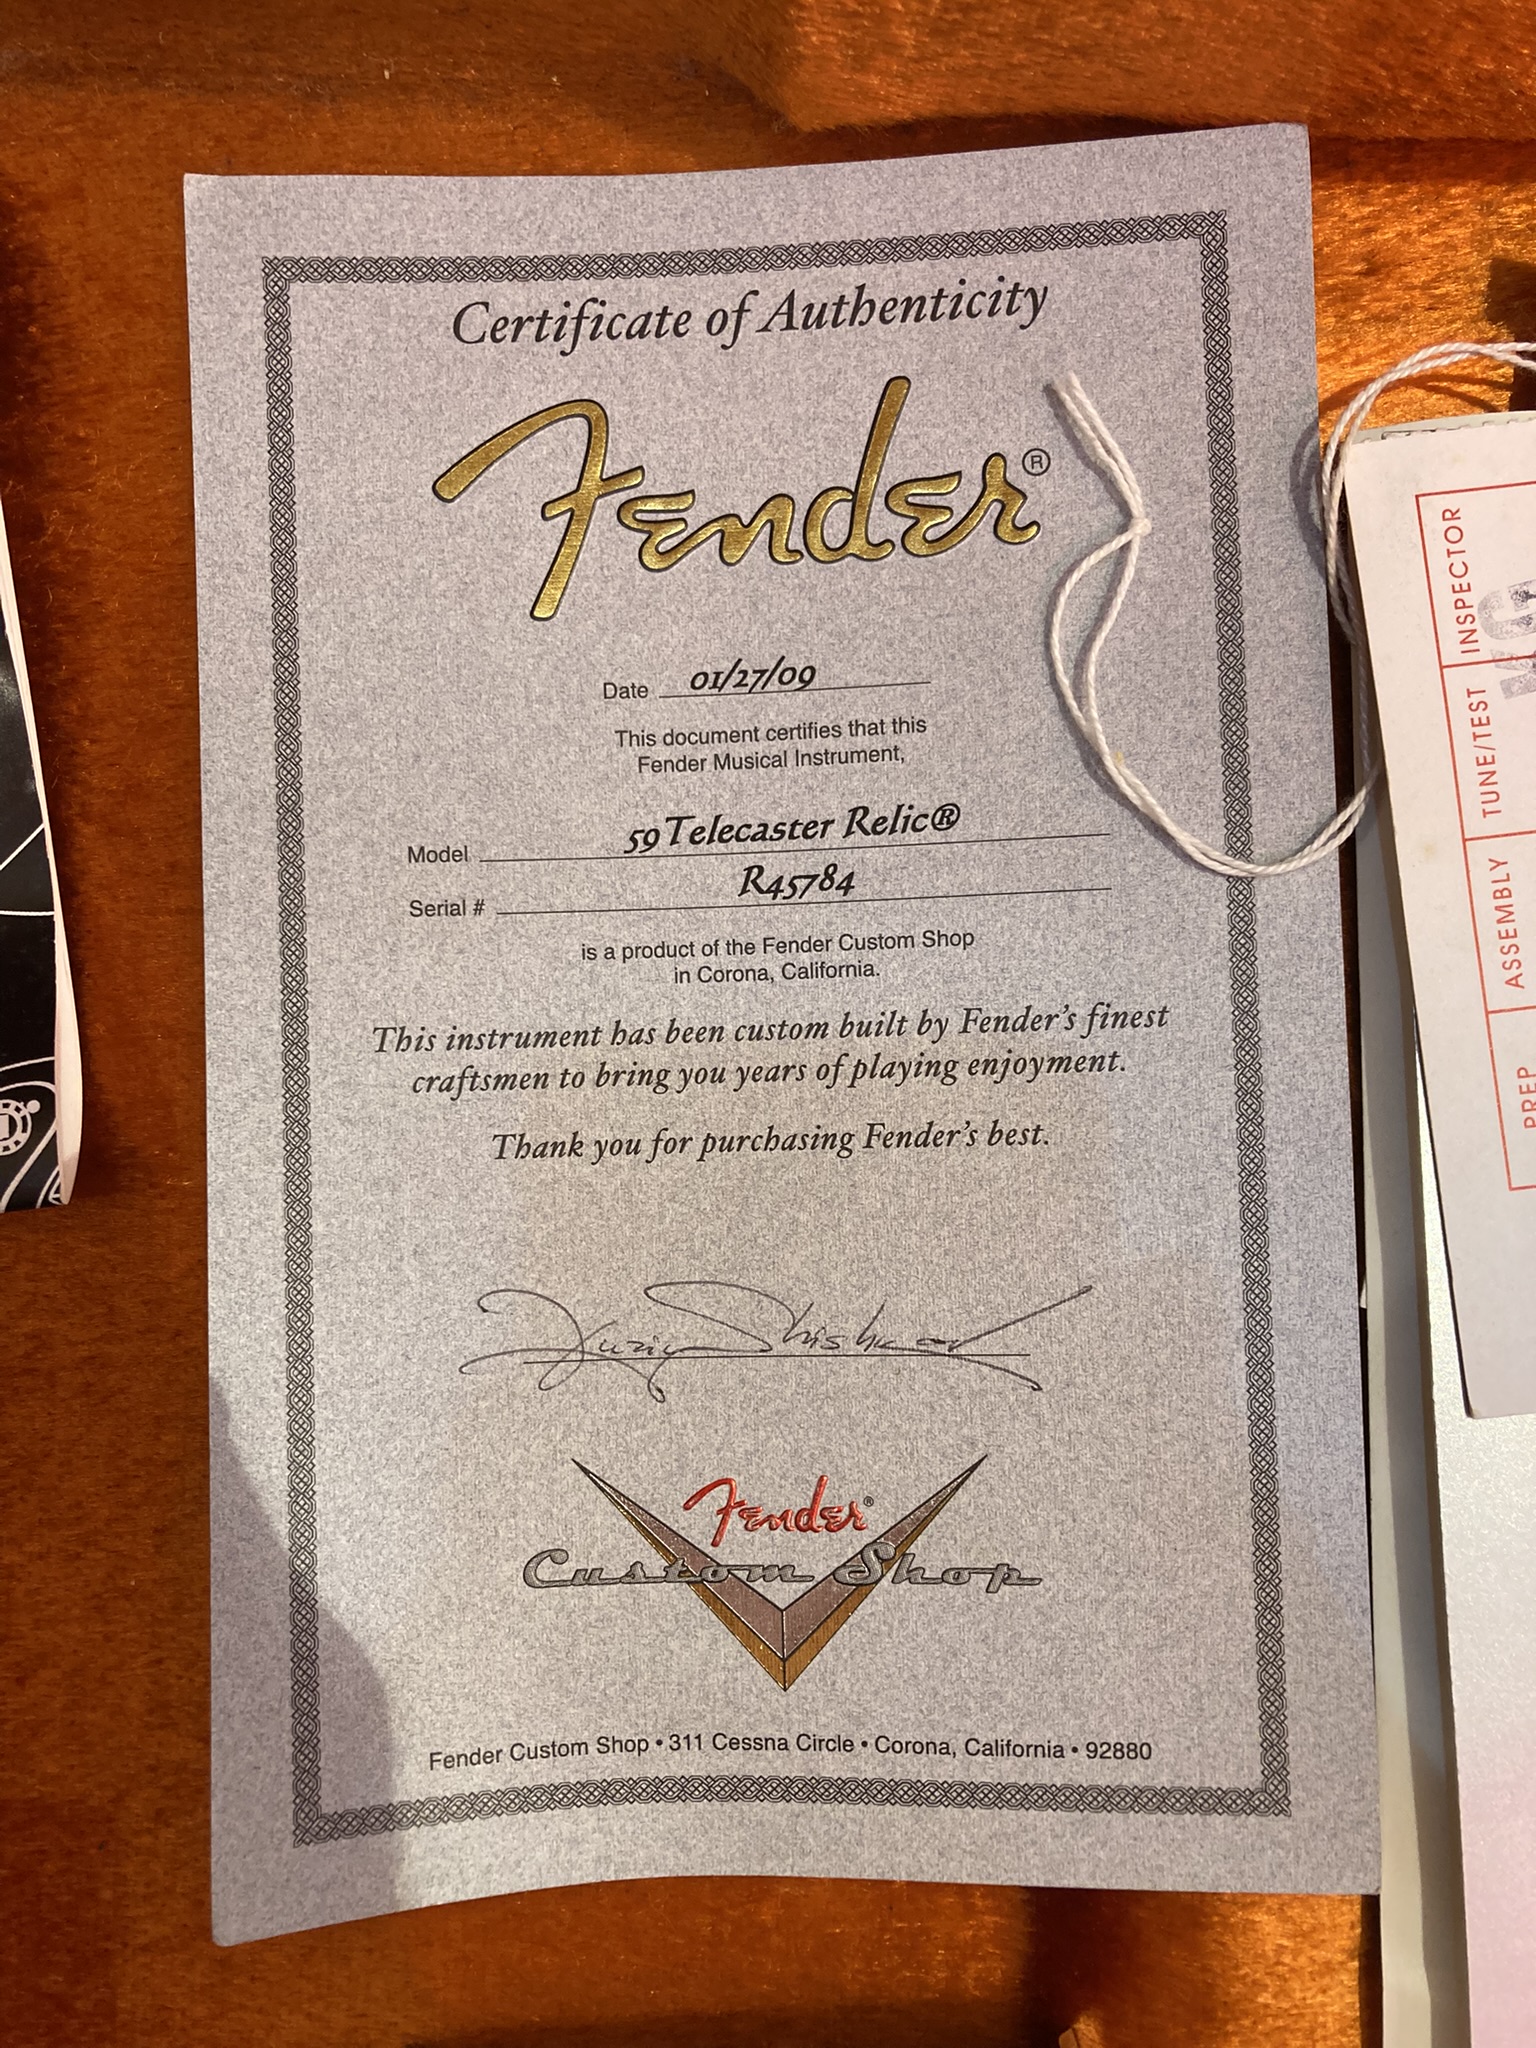 Certificate of Authenticity
Fender®
Date 01/27/09
This document certifies that this
Fender Musical Instrument,
Model 59 Telecaster Relic®
Serial # R45784
is a product of the Fender Custom Shop
in Corona, California.
This instrument has been custom built by Fender's finest
craftsmen to bring you years of playing enjoyment.
Thank you for purchasing Fender's best.
Fender®
Custom Shop
Fender Custom Shop • 311 Cessna Circle • Corona, California • 92880
INSPECTOR
TUNE/TEST
ASSEMBLY
PREP